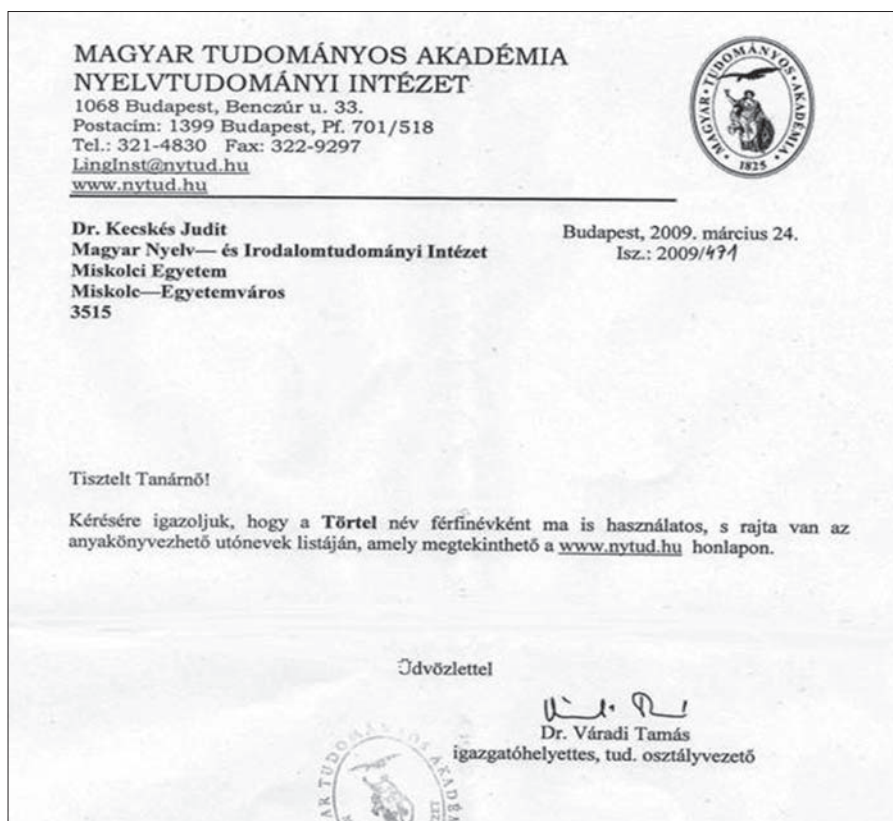 MAGYAR TUDOMÁNYOS AKADÉMIA
NYELVTUDOMÁNYI INTÉZET
1068 Budapest, Benczúr u. 33.
Postacím: 1399 Budapest, Pf. 701/518
Tel.: 321-4830 Fax: 322-9297
LingInst@nytud.hu
www.nytud.hu
MAGYAR·TUDOMÁNYOS·AKADÉMIA·
1825
Dr. Kecskés Judit
Magyar Nyelv— és Irodalomtudományi Intézet
Miskolci Egyetem
Miskolc—Egyetemváros
3515
Budapest, 2009. március 24.
Isz.: 2009/471
Tisztelt Tanárnő!
Kérésére igazoljuk, hogy a Törtel név férfinévként ma is használatos, s rajta van az
anyakönyvezhető utónevek listáján, amely megtekinthető a www.nytud.hu honlapon.
Üdvözlettel
Dr. Váradi Tamás
igazgatóhelyettes, tud. osztályvezető